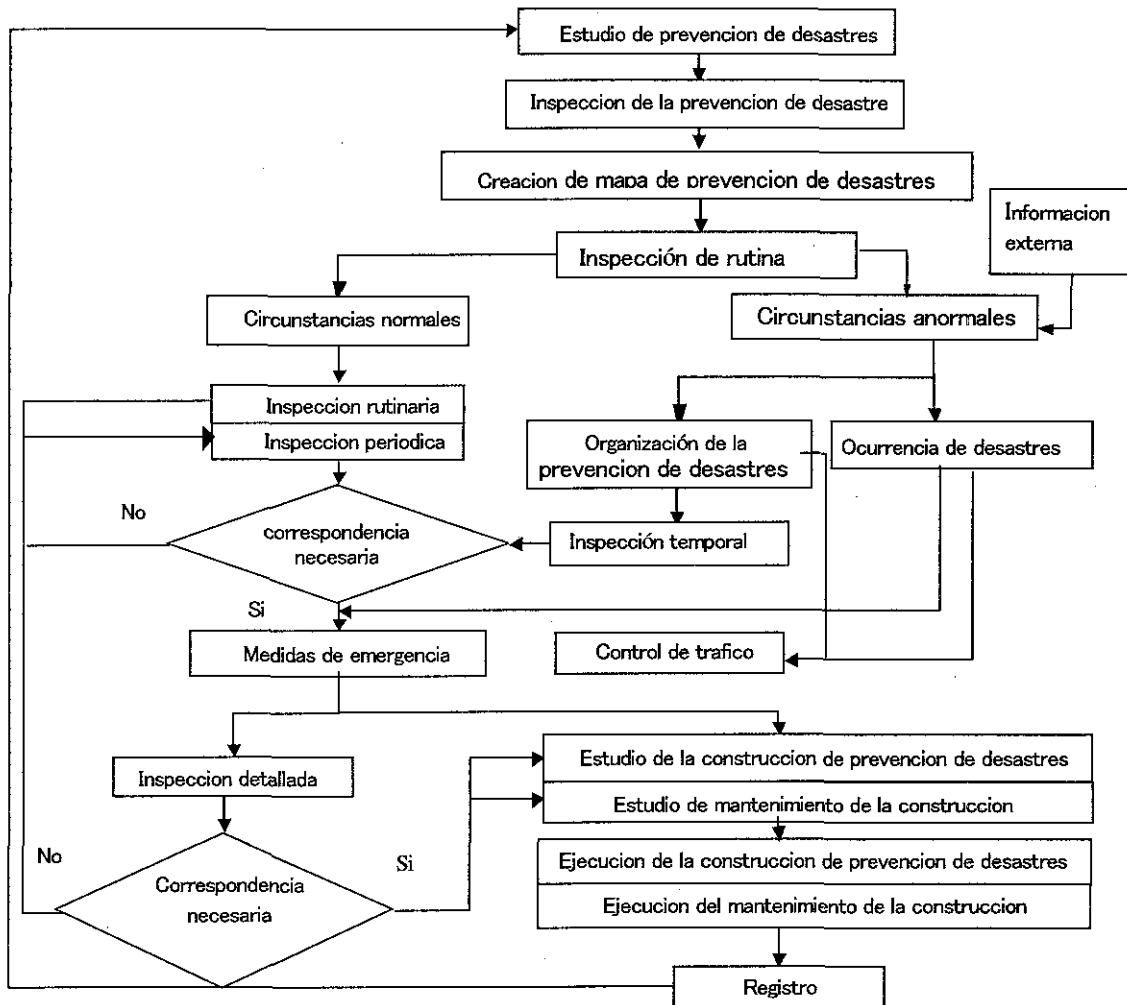 Estudio de prevencion de desastres
Inspeccion de la prevencion de desastre
Creacion de mapa de prevencion de desastres
Informacion
externa
Inspección de rutina
Circunstancias normales
Circunstancias anormales
Inspeccion rutinaria
Inspeccion periodica
Organización de la
prevencion de desastres
Ocurrencia de desastres
No
correspondencia
necesaria
Inspección temporal
Si
Medidas de emergencia
Control de trafico
Inspeccion detallada
Estudio de la construccion de prevencion de desastres
Estudio de mantenimiento de la construccion
No
Correspondencia
necesaria
Si
Ejecucion de la construccion de prevencion de desastres
Ejecucion del mantenimiento de la construccion
Registro